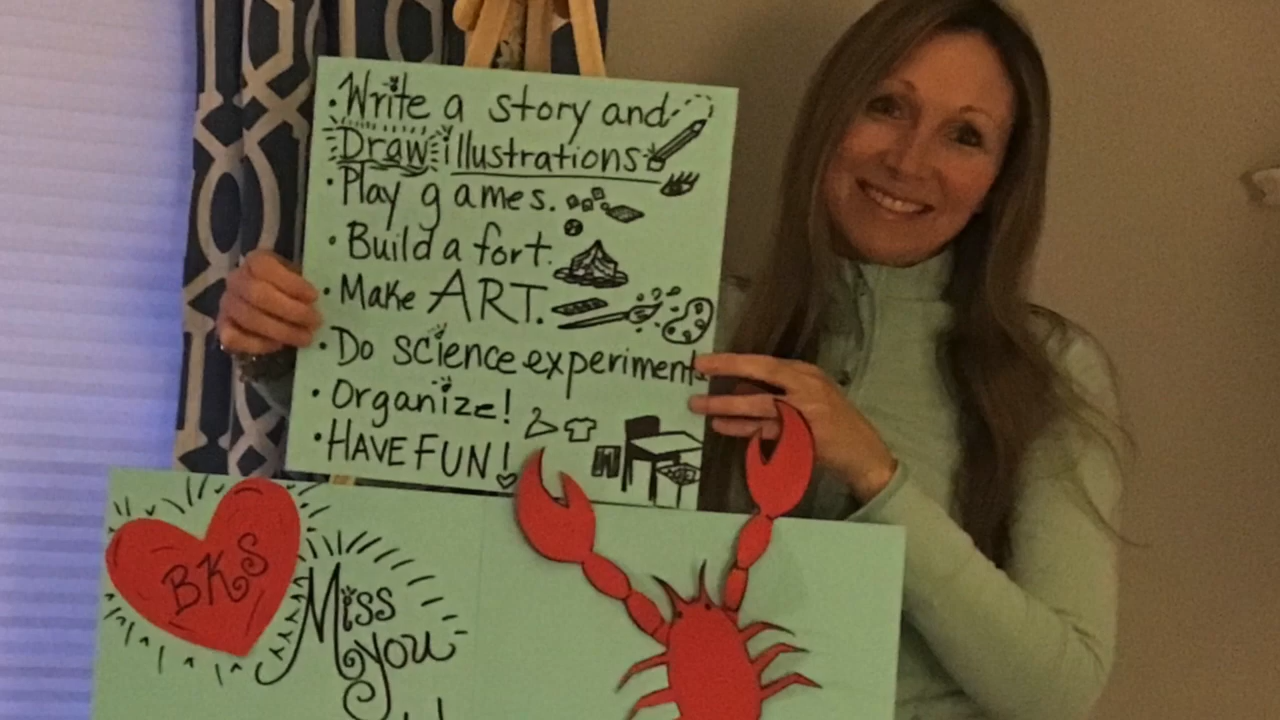 • Write a story and
Draw illustrations
• Play games.
• Build a fort.
• Make ART.
• Do science experiments
• Organize!
• HAVE FUN!
BKS
Miss
you